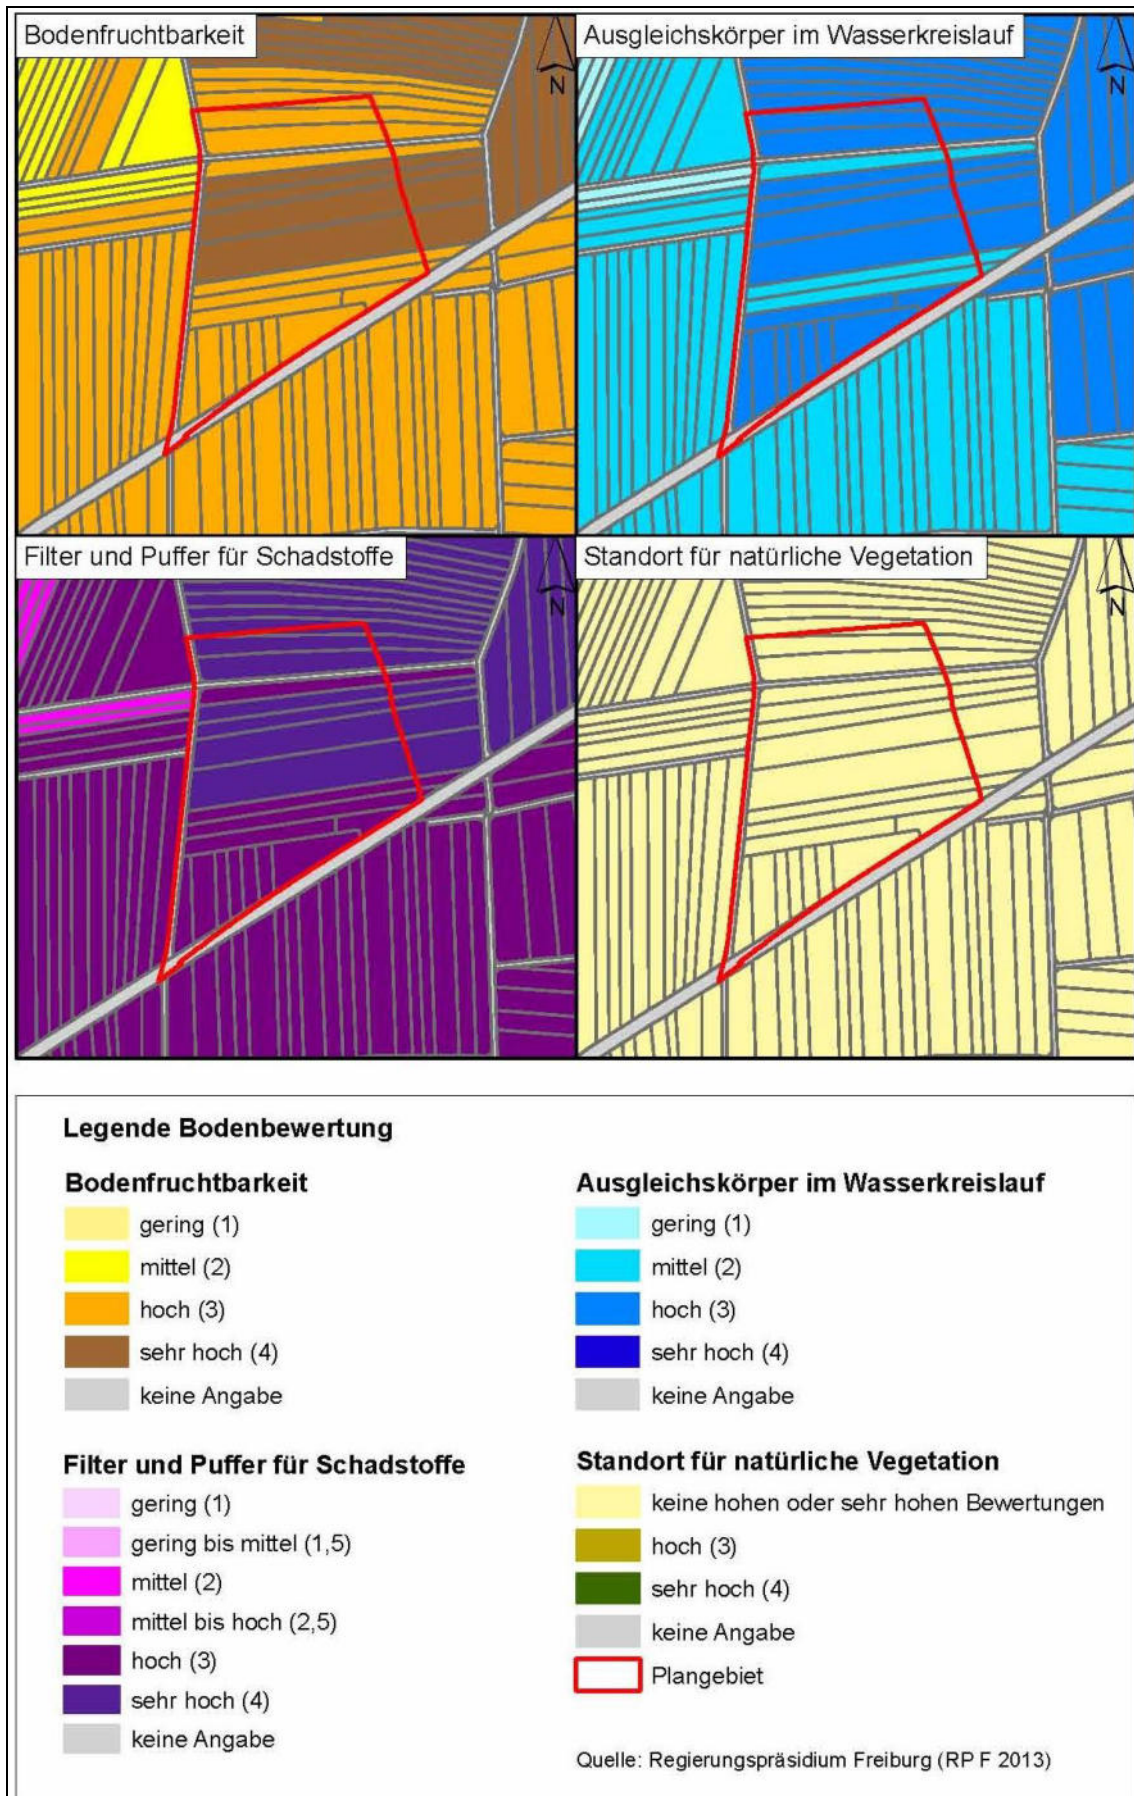 Bodenfruchtbarkeit
N
Ausgleichskörper im Wasserkreislauf
N
Filter und Puffer für Schadstoffe
N
Standort für natürliche Vegetation
N
Legende Bodenbewertung
Bodenfruchtbarkeit
gering (1)
mittel (2)
hoch (3)
sehr hoch (4)
keine Angabe
Ausgleichskörper im Wasserkreislauf
gering (1)
mittel (2)
hoch (3)
sehr hoch (4)
keine Angabe
Filter und Puffer für Schadstoffe
gering (1)
gering bis mittel (1,5)
mittel (2)
mittel bis hoch (2,5)
hoch (3)
sehr hoch (4)
keine Angabe
Standort für natürliche Vegetation
keine hohen oder sehr hohen Bewertungen
hoch (3)
sehr hoch (4)
keine Angabe
Plangebiet
Quelle: Regierungspräsidium Freiburg (RP F 2013)